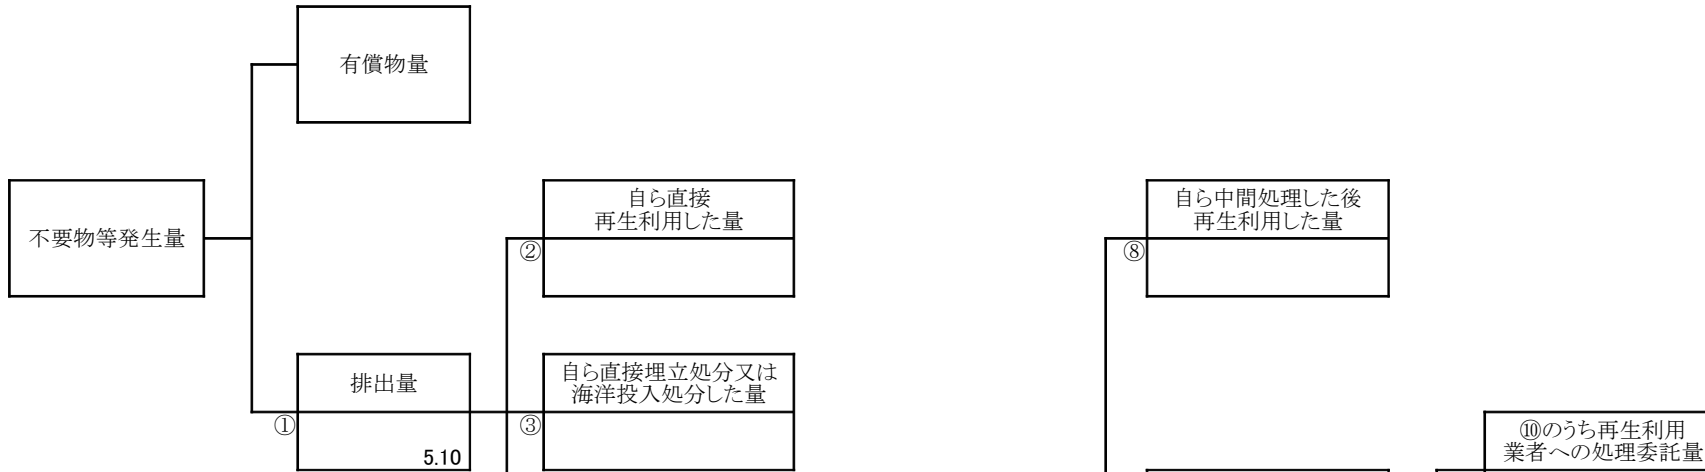 有償物量
不要物等発生量
自ら直接
再生利用した量
②
自ら中間処理した後
再生利用した量
⑧
排出量
①
5.10
自ら直接埋立処分又は
海洋投入処分した量
③
⑩のうち再生利用
業者への処理委託量